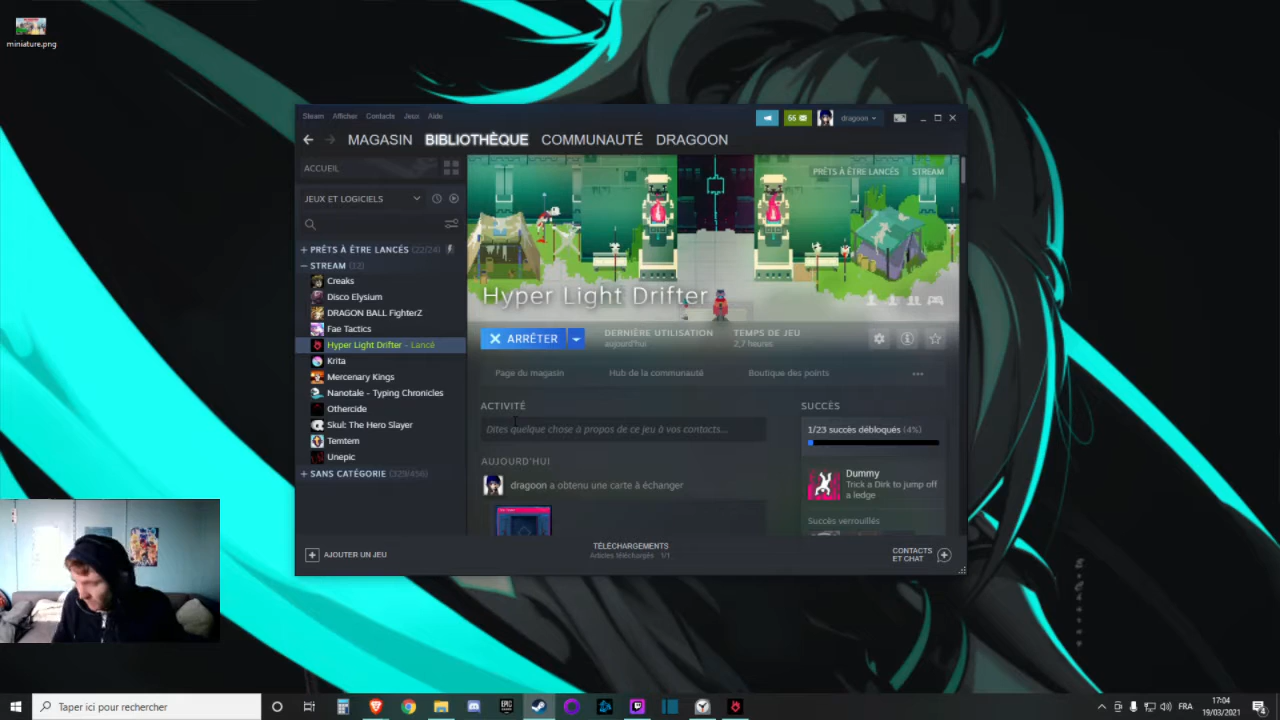 miniature.png
Steam Afficher Contacts Jeux Aide
55
dragoon
MAGASIN BIBLIOTHÈQUE COMMUNAUTÉ DRAGOON
ACCUEIL
PRÊTS À ÊTRE LANCÉS STREAM
JEUX ET LOGICIELS
+ PRÊTS À ÊTRE LANCÉS (22/24)
– STREAM (12)
Creaks
Disco Elysium
DRAGON BALL FighterZ
Fae Tactics
Hyper Light Drifter - Lancé
Krita
Mercenary Kings
Nanotale - Typing Chronicles
Othercide
Skul: The Hero Slayer
Temtem
Unepic
+ SANS CATÉGORIE (323/456)
Hyper Light Drifter
ARRÊTER
DERNIÈRE UTILISATION
aujourd'hui
TEMPS DE JEU
2,7 heures
Page du magasin Hub de la communauté Boutique des points
ACTIVITÉ
Dites quelque chose à propos de ce jeu à vos contacts...
AUJOURD'HUI
dragoon a obtenu une carte à échanger
SUCCÈS
1/23 succès débloqués (4%)
Dummy
Trick a Dirk to jump off
a ledge
Succès verrouillés
AJOUTER UN JEU
TÉLÉCHARGEMENTS
Articles téléchargés 1/1
CONTACTS
ET CHAT
Taper ici pour rechercher
EPIC
FRA
17:04
19/03/2021
4